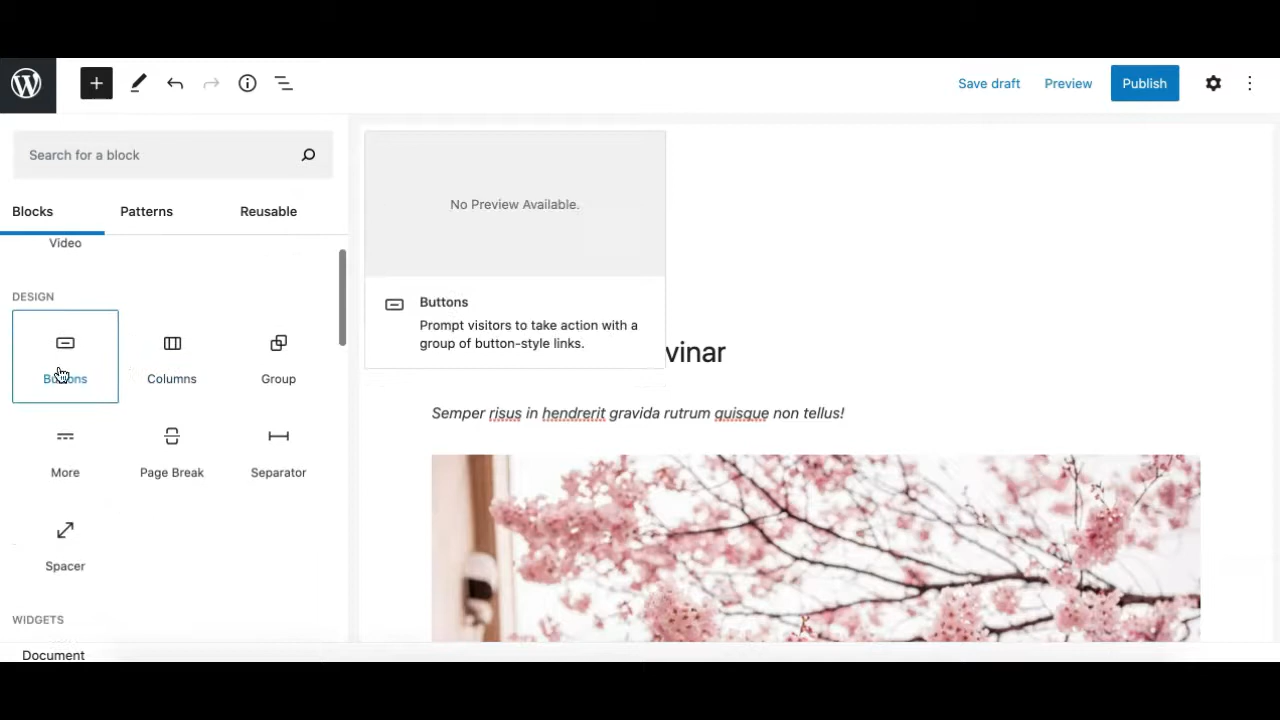 Save draft
Preview
Publish
Search for a block
Blocks
Patterns
Reusable
Video
DESIGN
Buttons
Columns
Group
More
Page Break
Separator
Spacer
WIDGETS
Document
No Preview Available.
Buttons
Prompt visitors to take action with a
group of button-style links.
vinar
Semper risus in hendrerit gravida rutrum quisque non tellus!